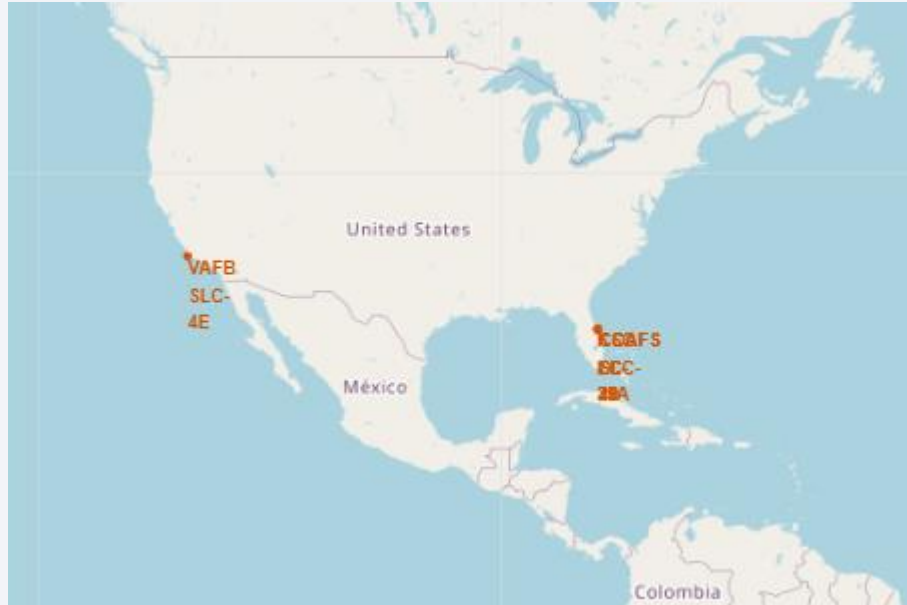 United States
VAFB
SLC-
4E
México
Colombia